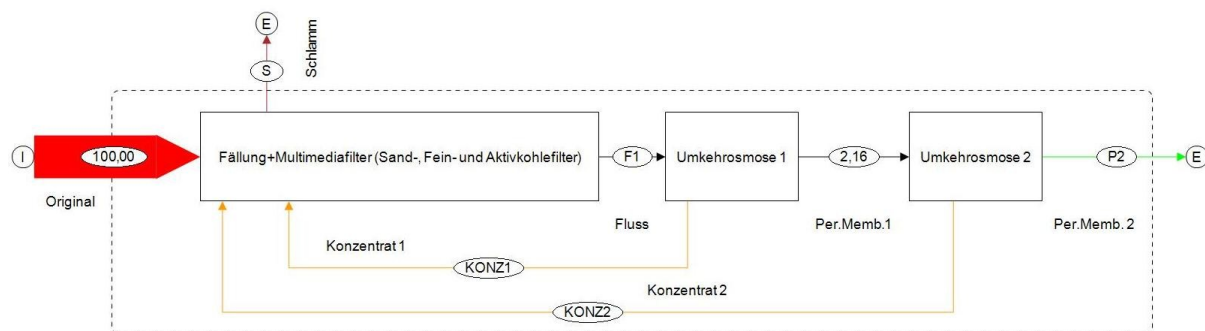 E
S
Schlamm
I
100,00
Original
Fällung+Multimediafilter (Sand-, Fein- und Aktivkohlefilter)
F1
Fluss
Umkehrosmose 1
2,16
Per.Memb.1
Umkehrosmose 2
P2
Per.Memb. 2
E
Konzentrat 1
KONZ1
Konzentrat 2
KONZ2